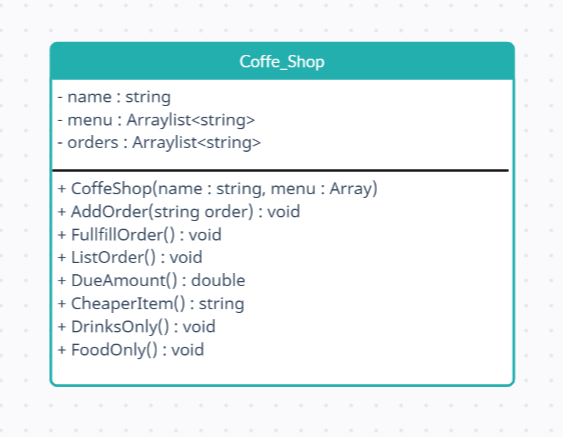 Coffe_Shop
- name : string
- menu : Arraylist<string>
- orders : Arraylist<string>
+ CoffeShop(name : string, menu : Array)
+ AddOrder(string order) : void
+ FullfillOrder() : void
+ ListOrder() : void
+ DueAmount() : double
+ CheaperItem() : string
+ DrinksOnly() : void
+ FoodOnly() : void